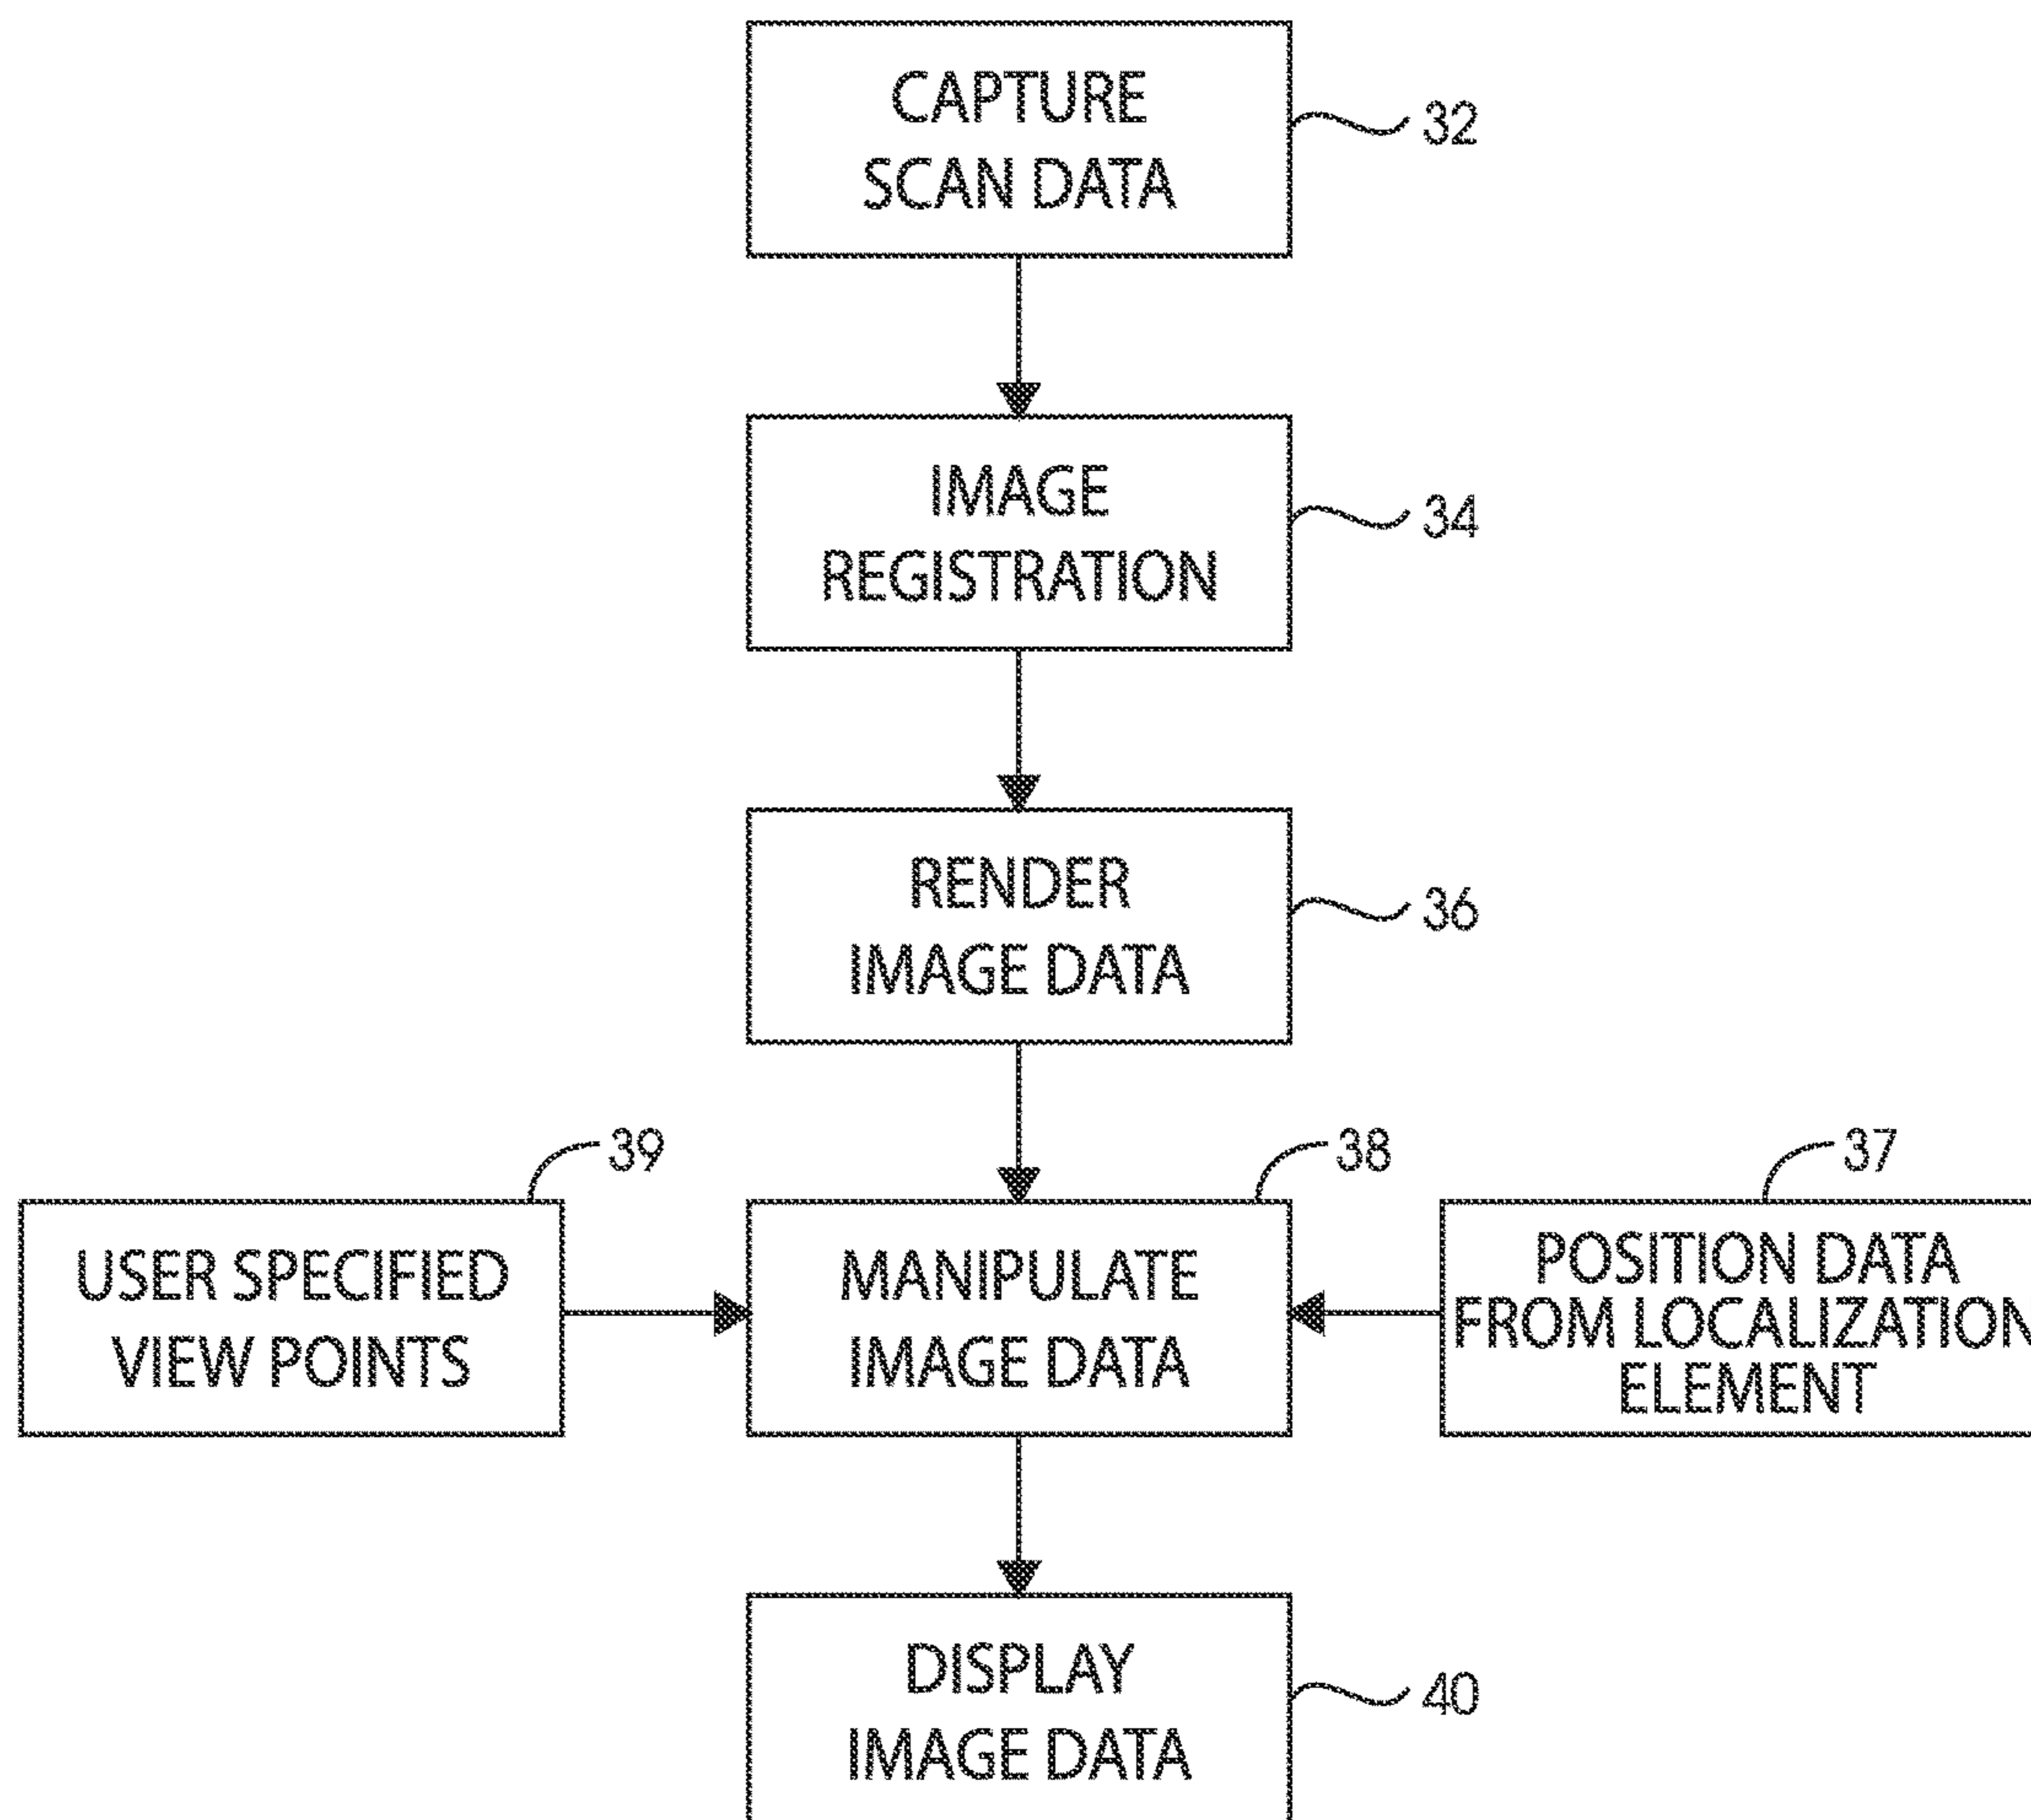 CAPTURE
SCAN DATA
32
IMAGE
REGISTRATION
34
RENDER
IMAGE DATA
36
39
38
37
USER SPECIFIED
VIEW POINTS
MANIPULATE
IMAGE DATA
POSITION DATA
FROM LOCALIZATION
ELEMENT
DISPLAY
IMAGE DATA
40